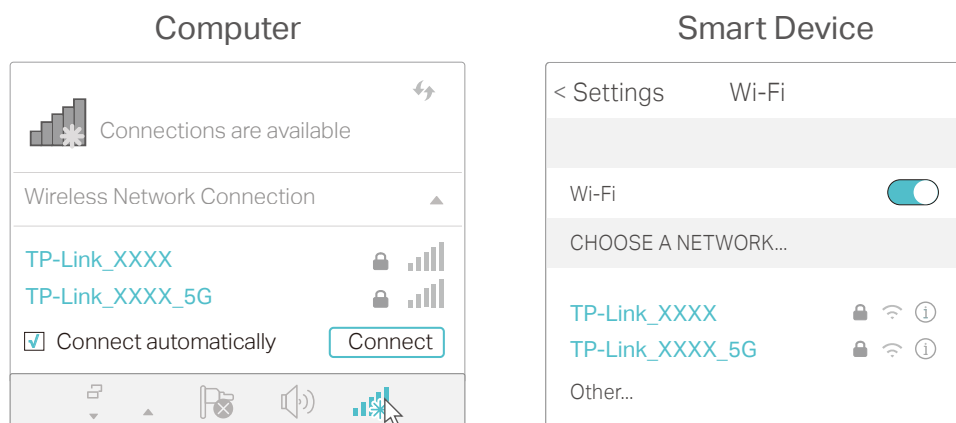 Computer
Connections are available
Wireless Network Connection
TP-Link_XXXX
TP-Link_XXXX_5G
Connect automatically
Connect
Smart Device
< Settings Wi-Fi
Wi-Fi
CHOOSE A NETWORK...
TP-Link_XXXX
TP-Link_XXXX_5G
Other...